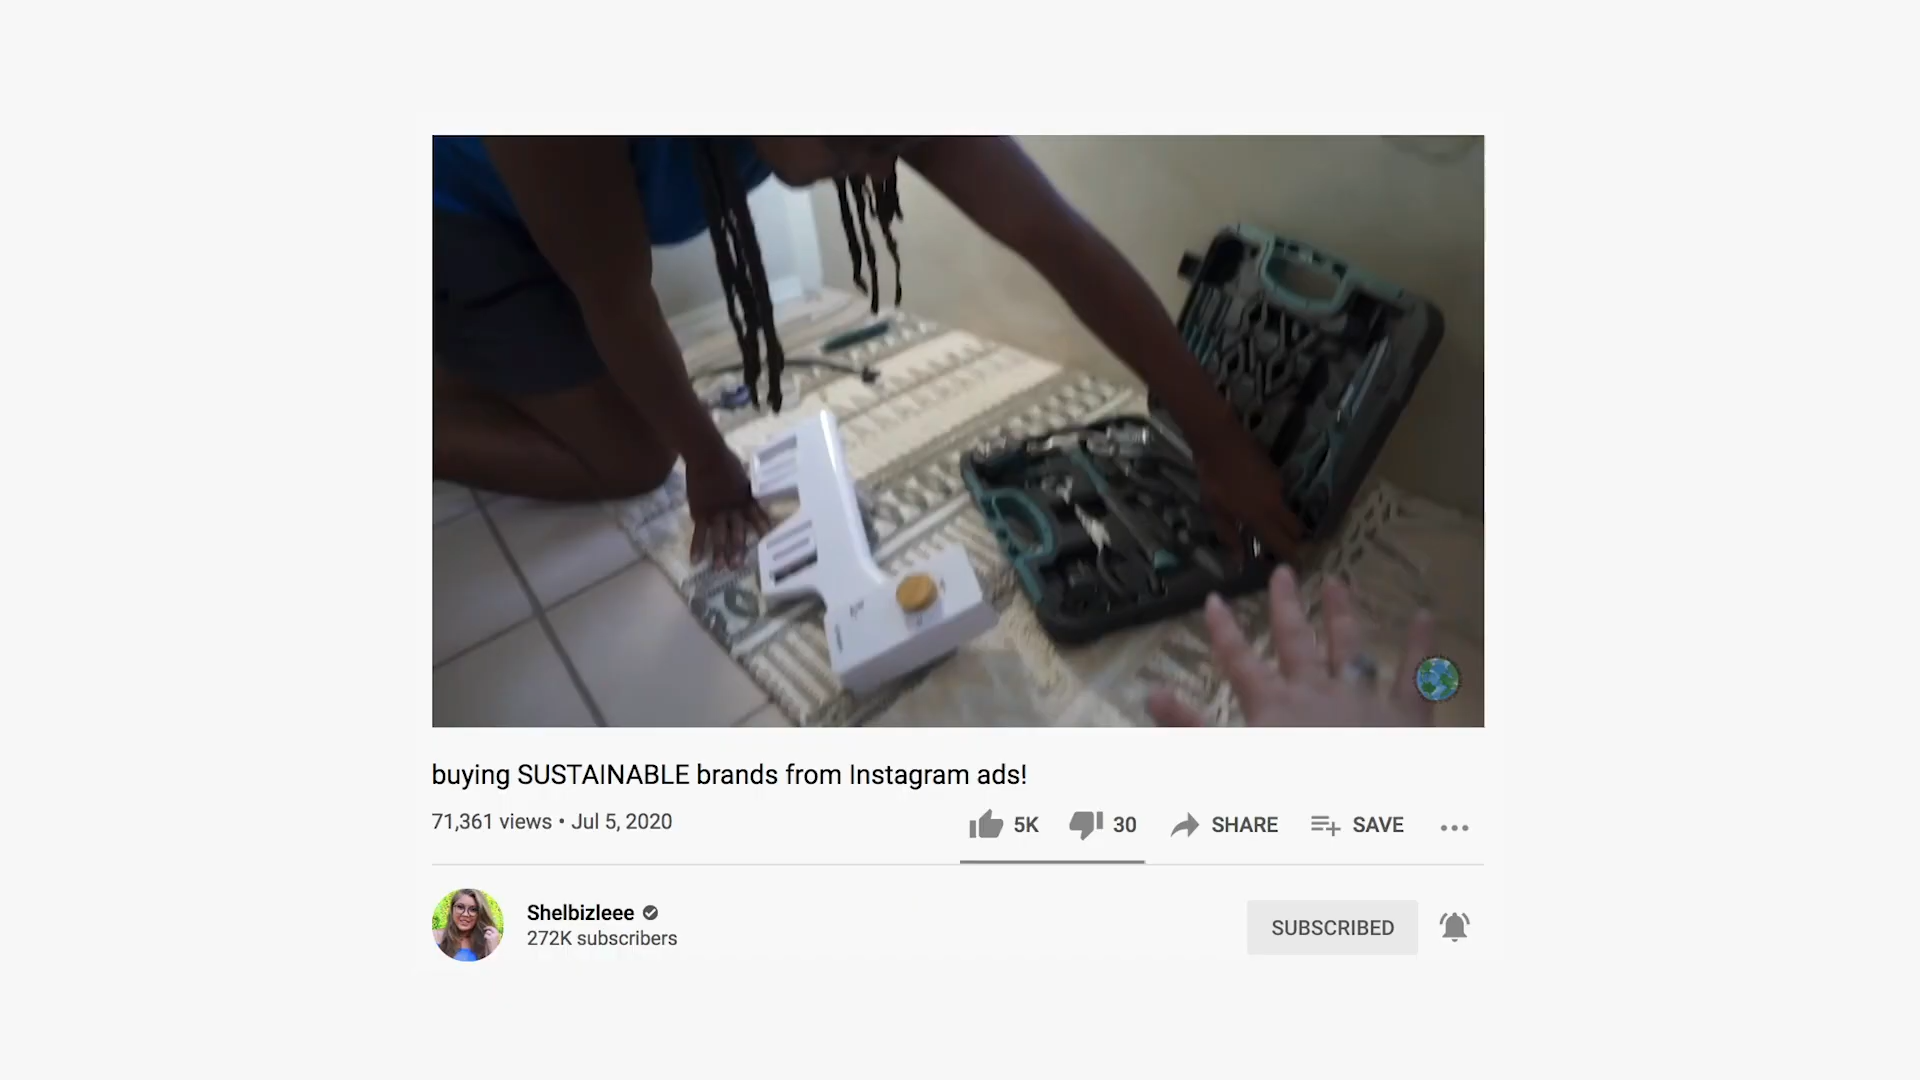 buying SUSTAINABLE brands from Instagram ads!
71,361 views • Jul 5, 2020
5K
30
SHARE
SAVE
Shelbizleee
272K subscribers
SUBSCRIBED